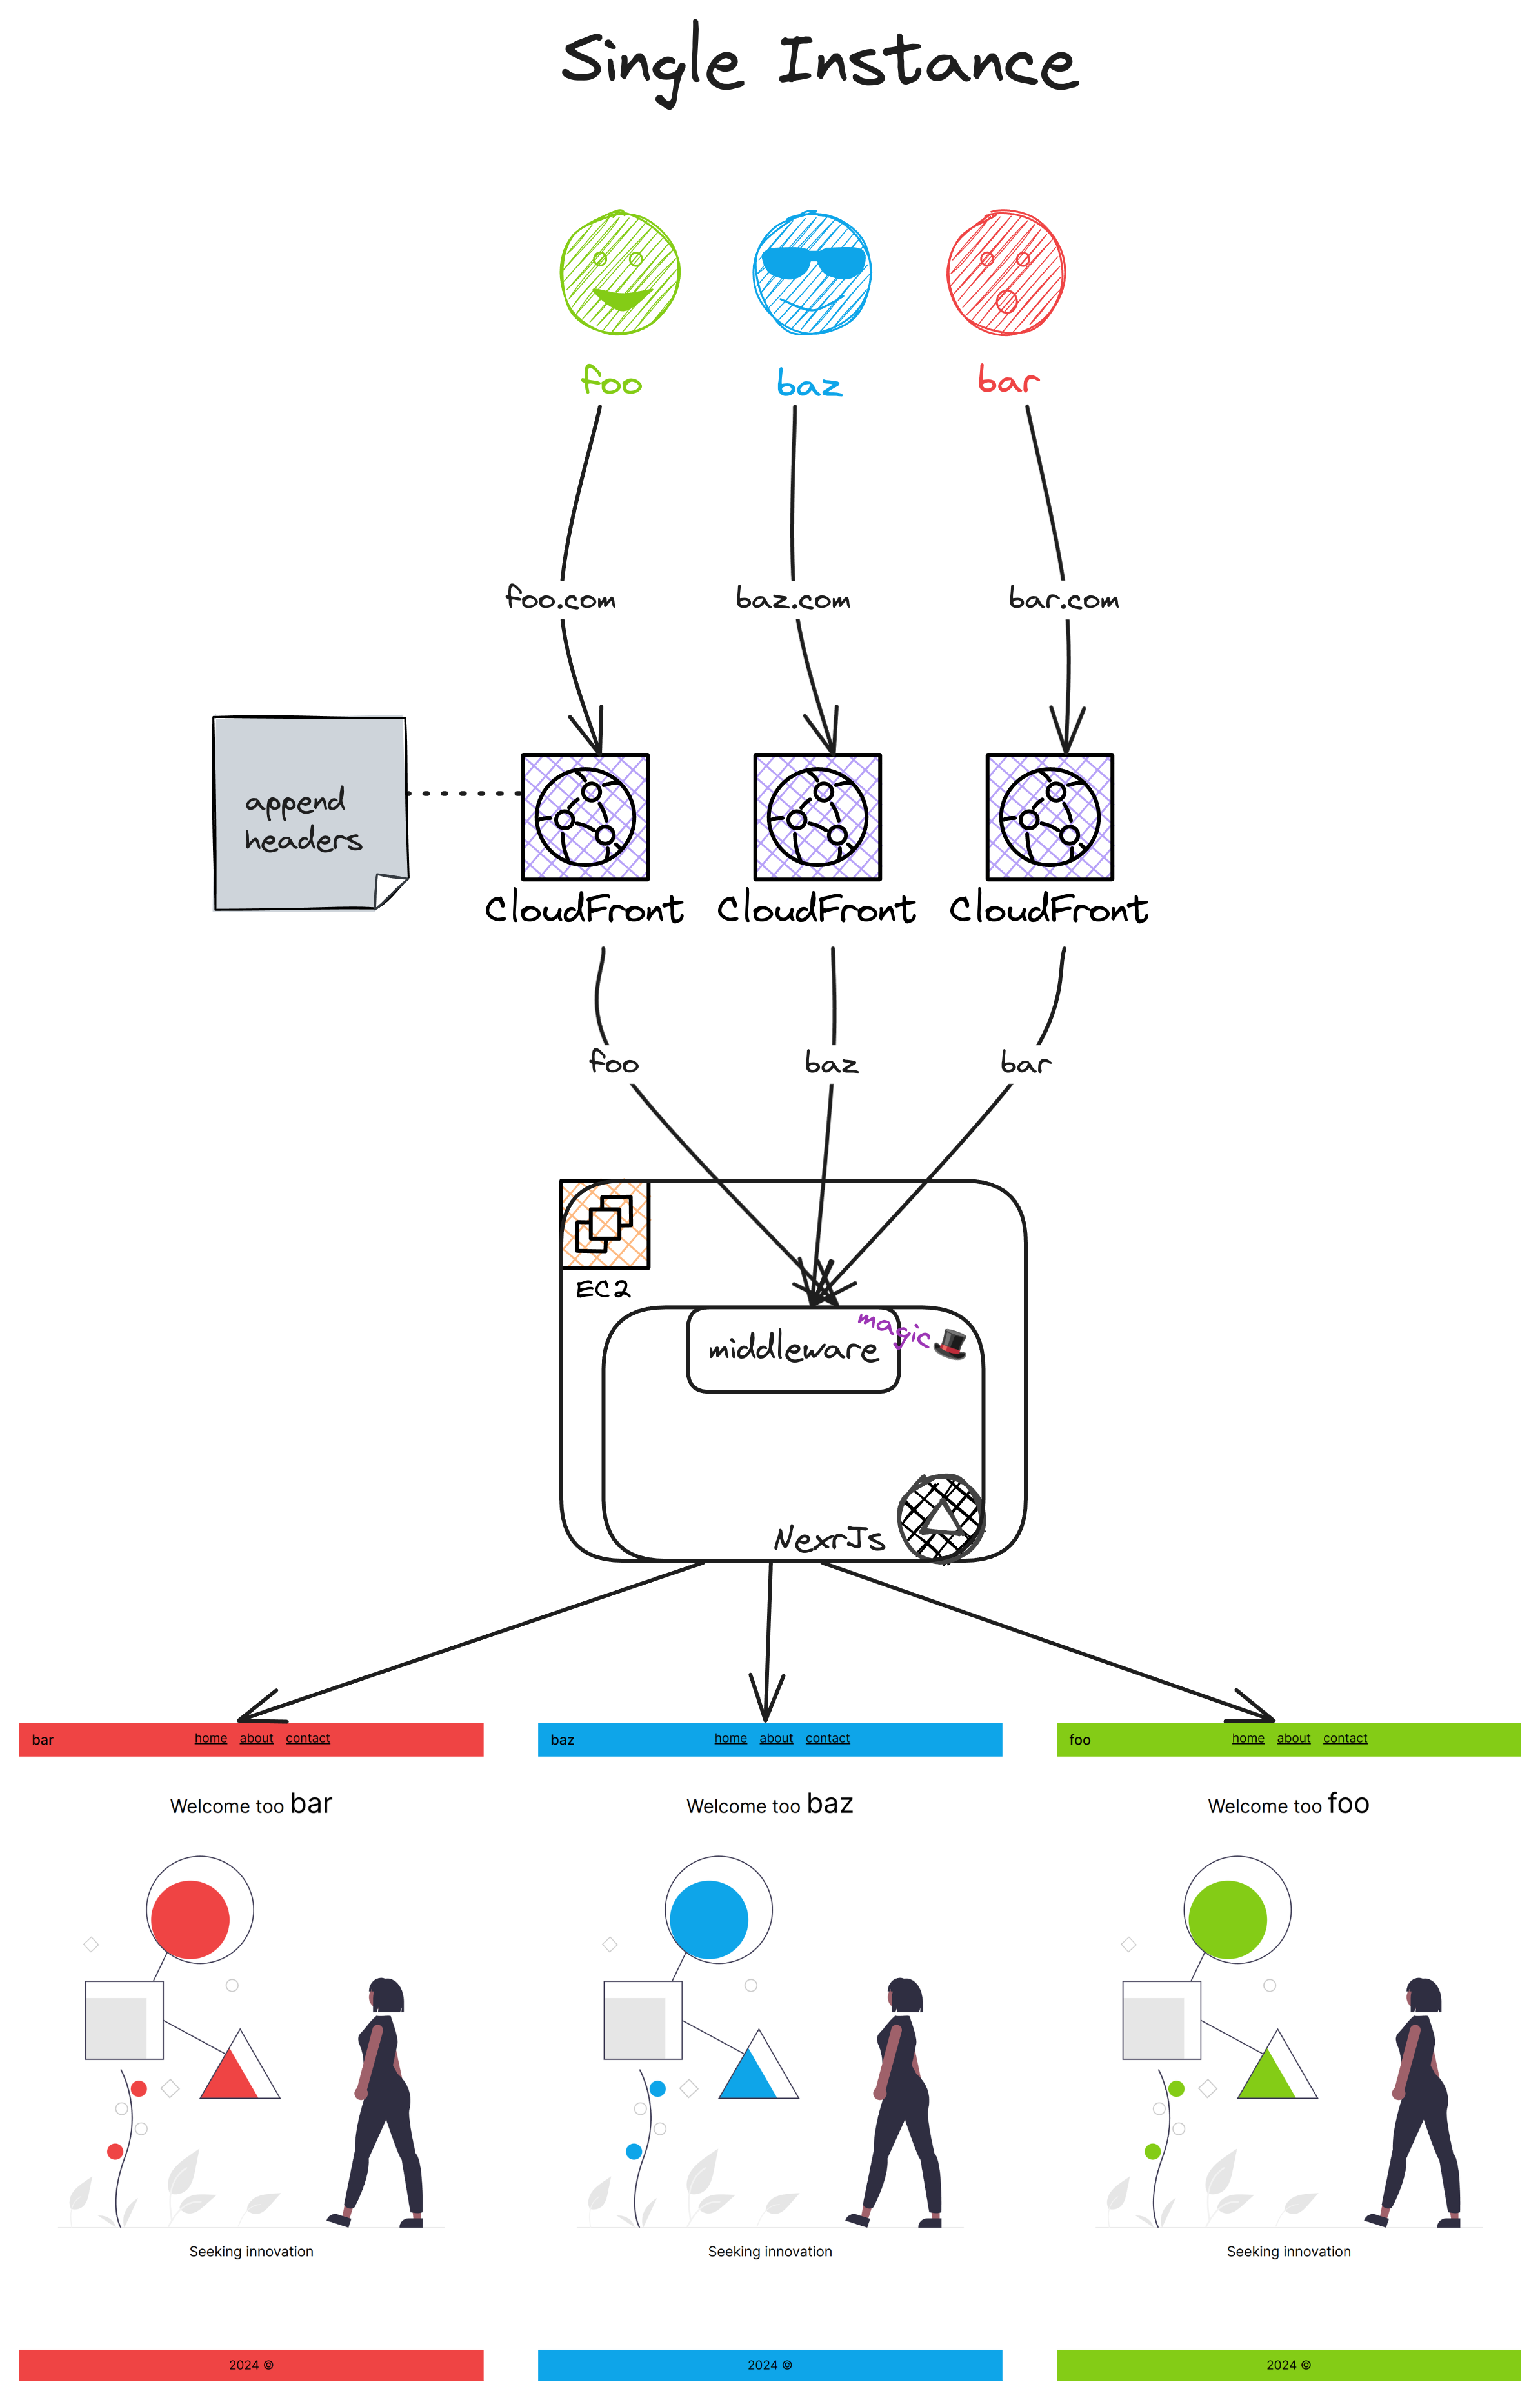 Single Instance
foo
baz
bar
foo.com
baz.com
bar.com
append
headers
CloudFront
CloudFront
CloudFront
foo
baz
bar
EC2
middleware
magic
NexrJs
bar home about contact
Welcome too bar
Seeking innovation
2024 ©
baz home about contact
Welcome too baz
Seeking innovation
2024 ©
foo home about contact
Welcome too foo
Seeking innovation
2024 ©